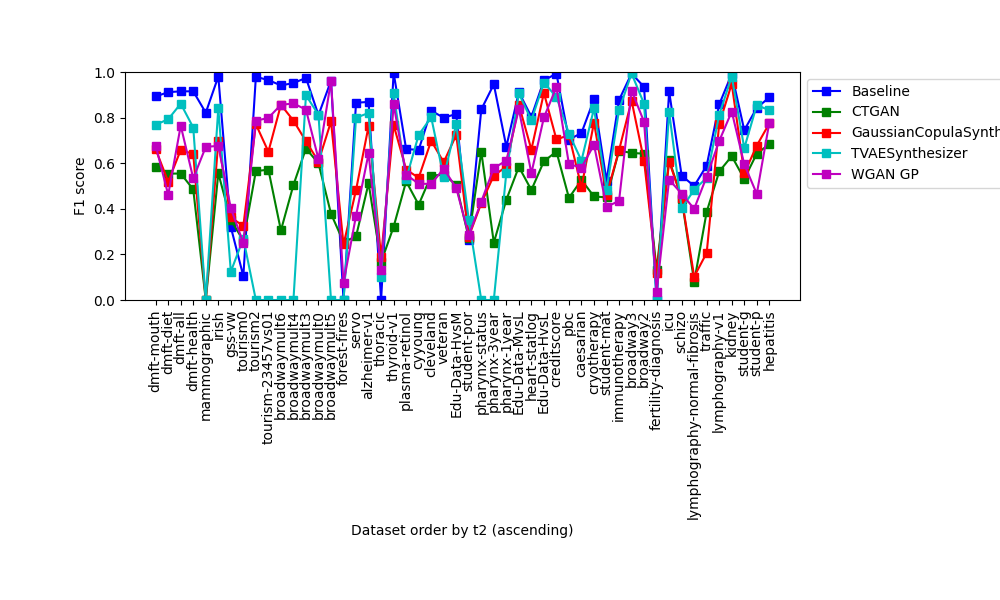 Baseline
CTGAN
GaussianCopulaSynth
TVAESynthesizer
WGAN GP
F1 score
1.0
0.8
0.6
0.4
0.2
0.0
dmft-mouth
dmft-diet
dmft-all
dmft-health
mammographic
irish
gss-vw
tourism0
tourism2
tourism-23457vs01
broadwaymult6
broadwaymult4
broadwaymult3
broadwaymult0
broadwaymult5
forest-fires
servo
alzheimer-v1
thoracic
thyroid-v1
plasma-retinol
cryyoung
cleveland
veteran
Edu-Data-HvsM
student-por
pharynx-status
pharynx-3year
pharynx-1year
Edu-Data-MvsL
heart-statlog
Edu-Data-HvsL
creditscore
pbc
caesarian
cryotherapy
student-mat
immunotherapy
broadway3
broadway2
fertility-diagnosis
icu
schizo
lymphography-normal-fibrosis
traffic
lymphography-v1
kidney
student-g
student-p
hepatitis
Dataset order by t2 (ascending)